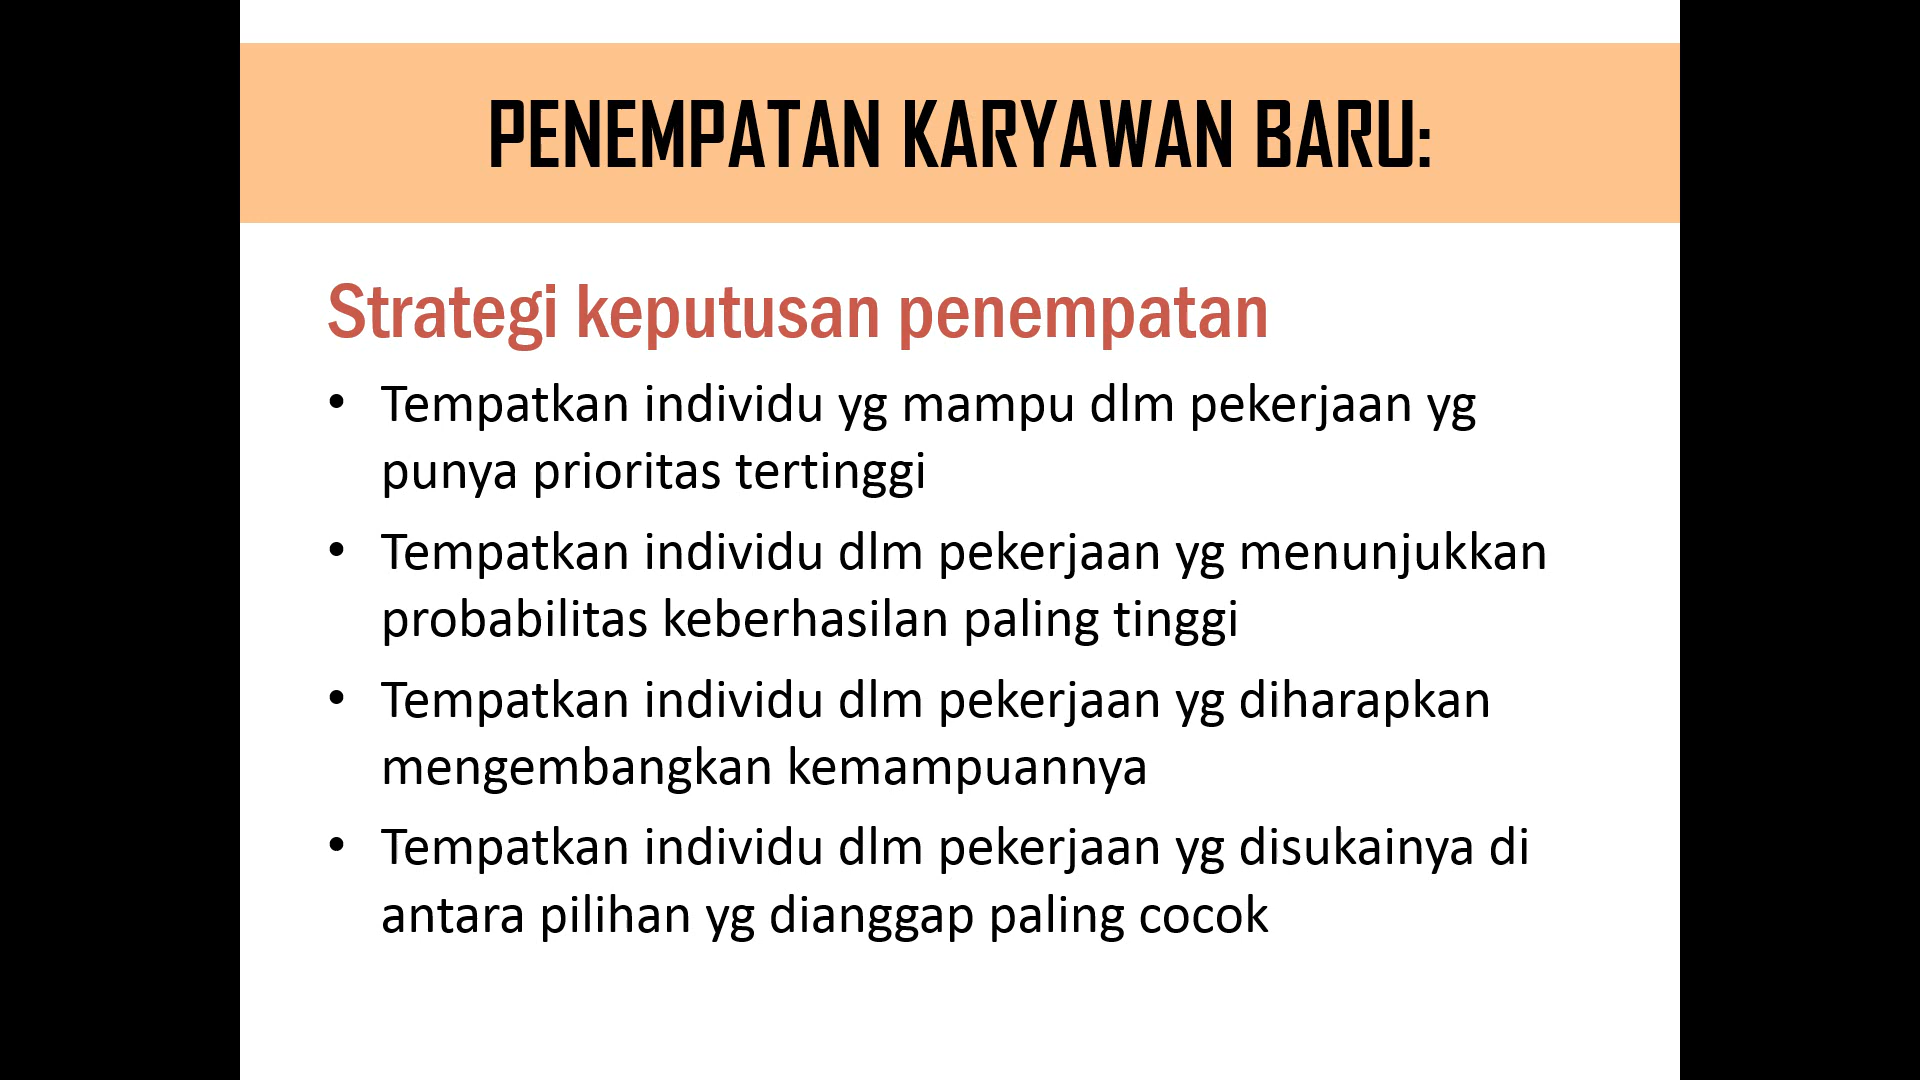 PENEMPATAN KARYAWAN BARU:
Strategi keputusan penempatan
• Tempatkan individu yg mampu dlm pekerjaan yg
punya prioritas tertinggi
• Tempatkan individu dlm pekerjaan yg menunjukkan
probabilitas keberhasilan paling tinggi
• Tempatkan individu dlm pekerjaan yg diharapkan
mengembangkan kemampuannya
• Tempatkan individu dlm pekerjaan yg disukainya di
antara pilihan yg dianggap paling cocok